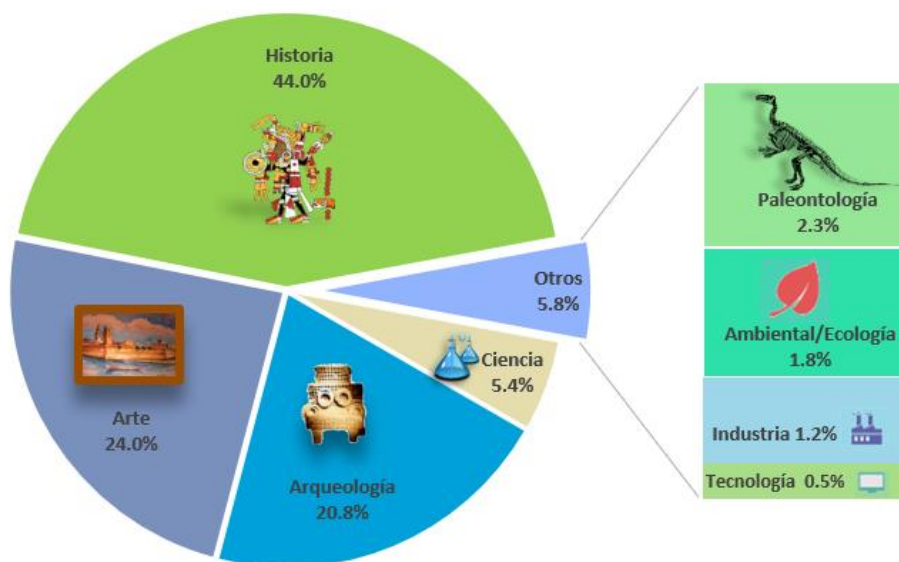 Historia
44.0%
Otros
5.8%
Ciencia
5.4%
Arqueología
20.8%
Arte
24.0%
Paleontología
2.3%
Ambiental/Ecología
1.8%
Industria 1.2%
Tecnología 0.5%